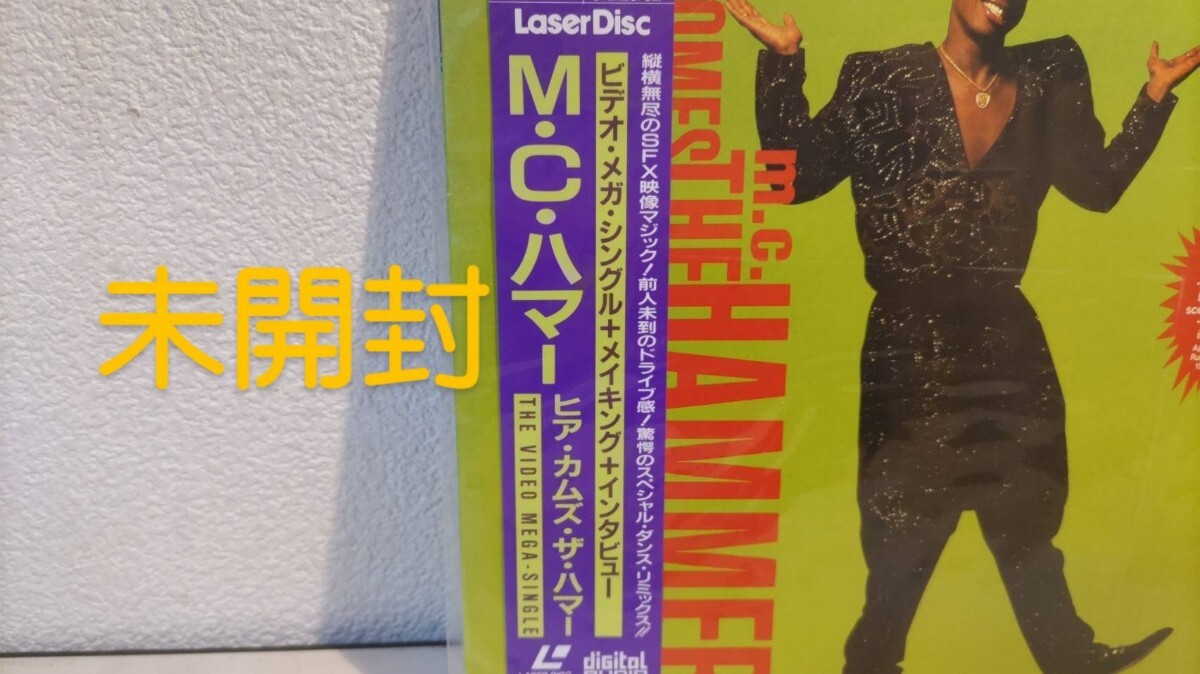 未開封
LaserDisc
縦横無尽のSFX映像マジック!前人未到のドライブ感!驚愕のスペシャル・ダンス・リミックス!!
ビデオ・メガ・シングル+メイキング+インタビュー
M・C・ハマー
ヒア・カムズ・ザ・ハマー
THE VIDEO MEGA-SINGLE
digital
m.c.
HAMMER
OMES THE